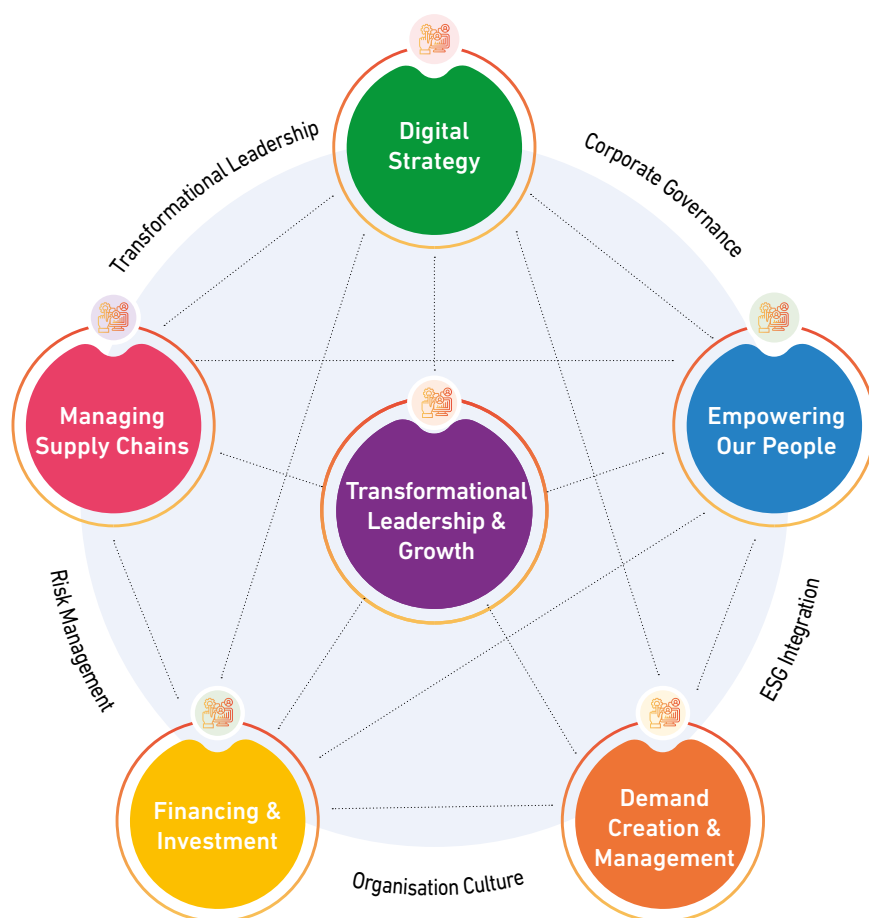 Digital
Strategy
Transformational Leadership
Corporate Governance
Managing
Supply Chains
Empowering
Our People
Transformational
Leadership &
Growth
Risk Management
ESG Integration
Financing &
Investment
Demand
Creation &
Management
Organisation Culture